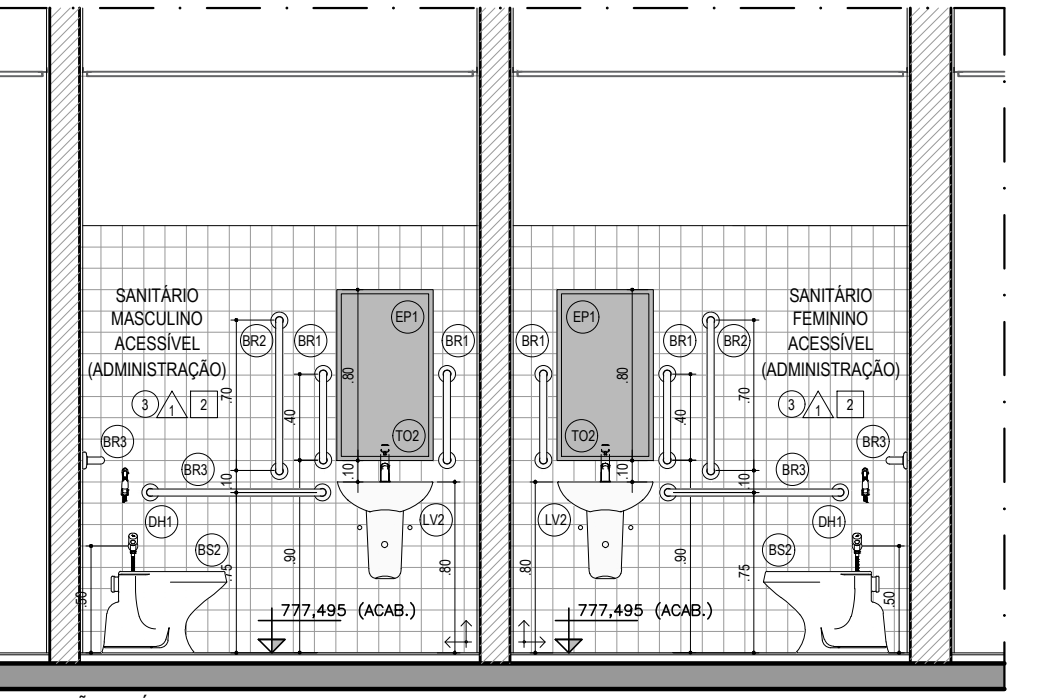 SANITÁRIO
MASCULINO
ACESSÍVEL
(ADMINISTRAÇÃO)
3 1 2
BR2
BR1
EP1
BR1
.80
.70
.40
TO2
BR3
BR3
.10
.10
DH1
LV2
BS2
.75
.90
.80
.50
777,495 (ACAB.)
SANITÁRIO
FEMININO
ACESSÍVEL
(ADMINISTRAÇÃO)
3 1 2
BR1
EP1
BR1
BR2
.80
.40
.70
TO2
BR3
BR3
.10
.10
LV2
DH1
BS2
.80
.90
.75
.50
777,495 (ACAB.)